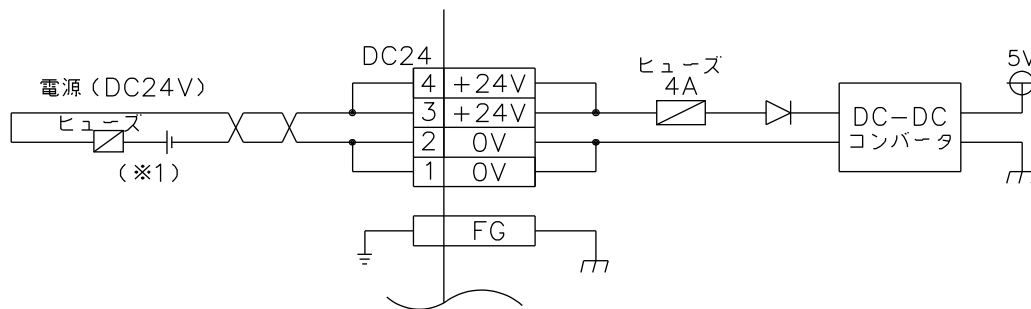 DC24
電源(DC24V)
ヒューズ
(※1)
4 +24V
3 +24V
2 0V
1 0V
FG
ヒューズ
4A
DC-DC
コンバータ
5V